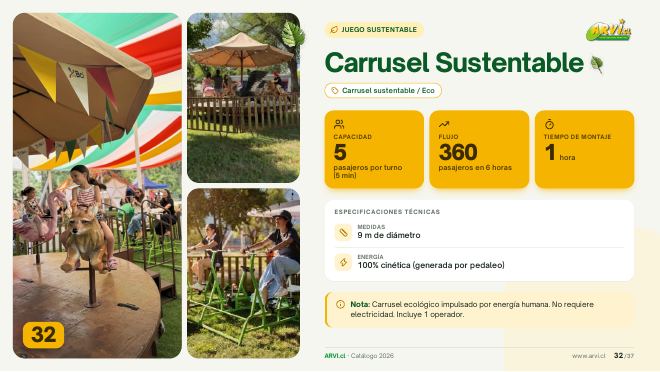 32
JUEGO SUSTENTABLE
ARVI.cl
Carrusel Sustentable
Carrusel sustentable / Eco
CAPACIDAD
5
pasajeros por turno
(5 min)
FLUJO
360
pasajeros en 6 horas
TIEMPO DE MONTAJE
1 hora
ESPECIFICACIONES TÉCNICAS
MEDIDAS
9 m de diámetro
ENERGÍA
100% cinética (generada por pedaleo)
Nota: Carrusel ecológico impulsado por energía humana. No requiere
electricidad. Incluye 1 operador.
ARVI.cl · Catálogo 2026
www.arvi.cl 32 /37